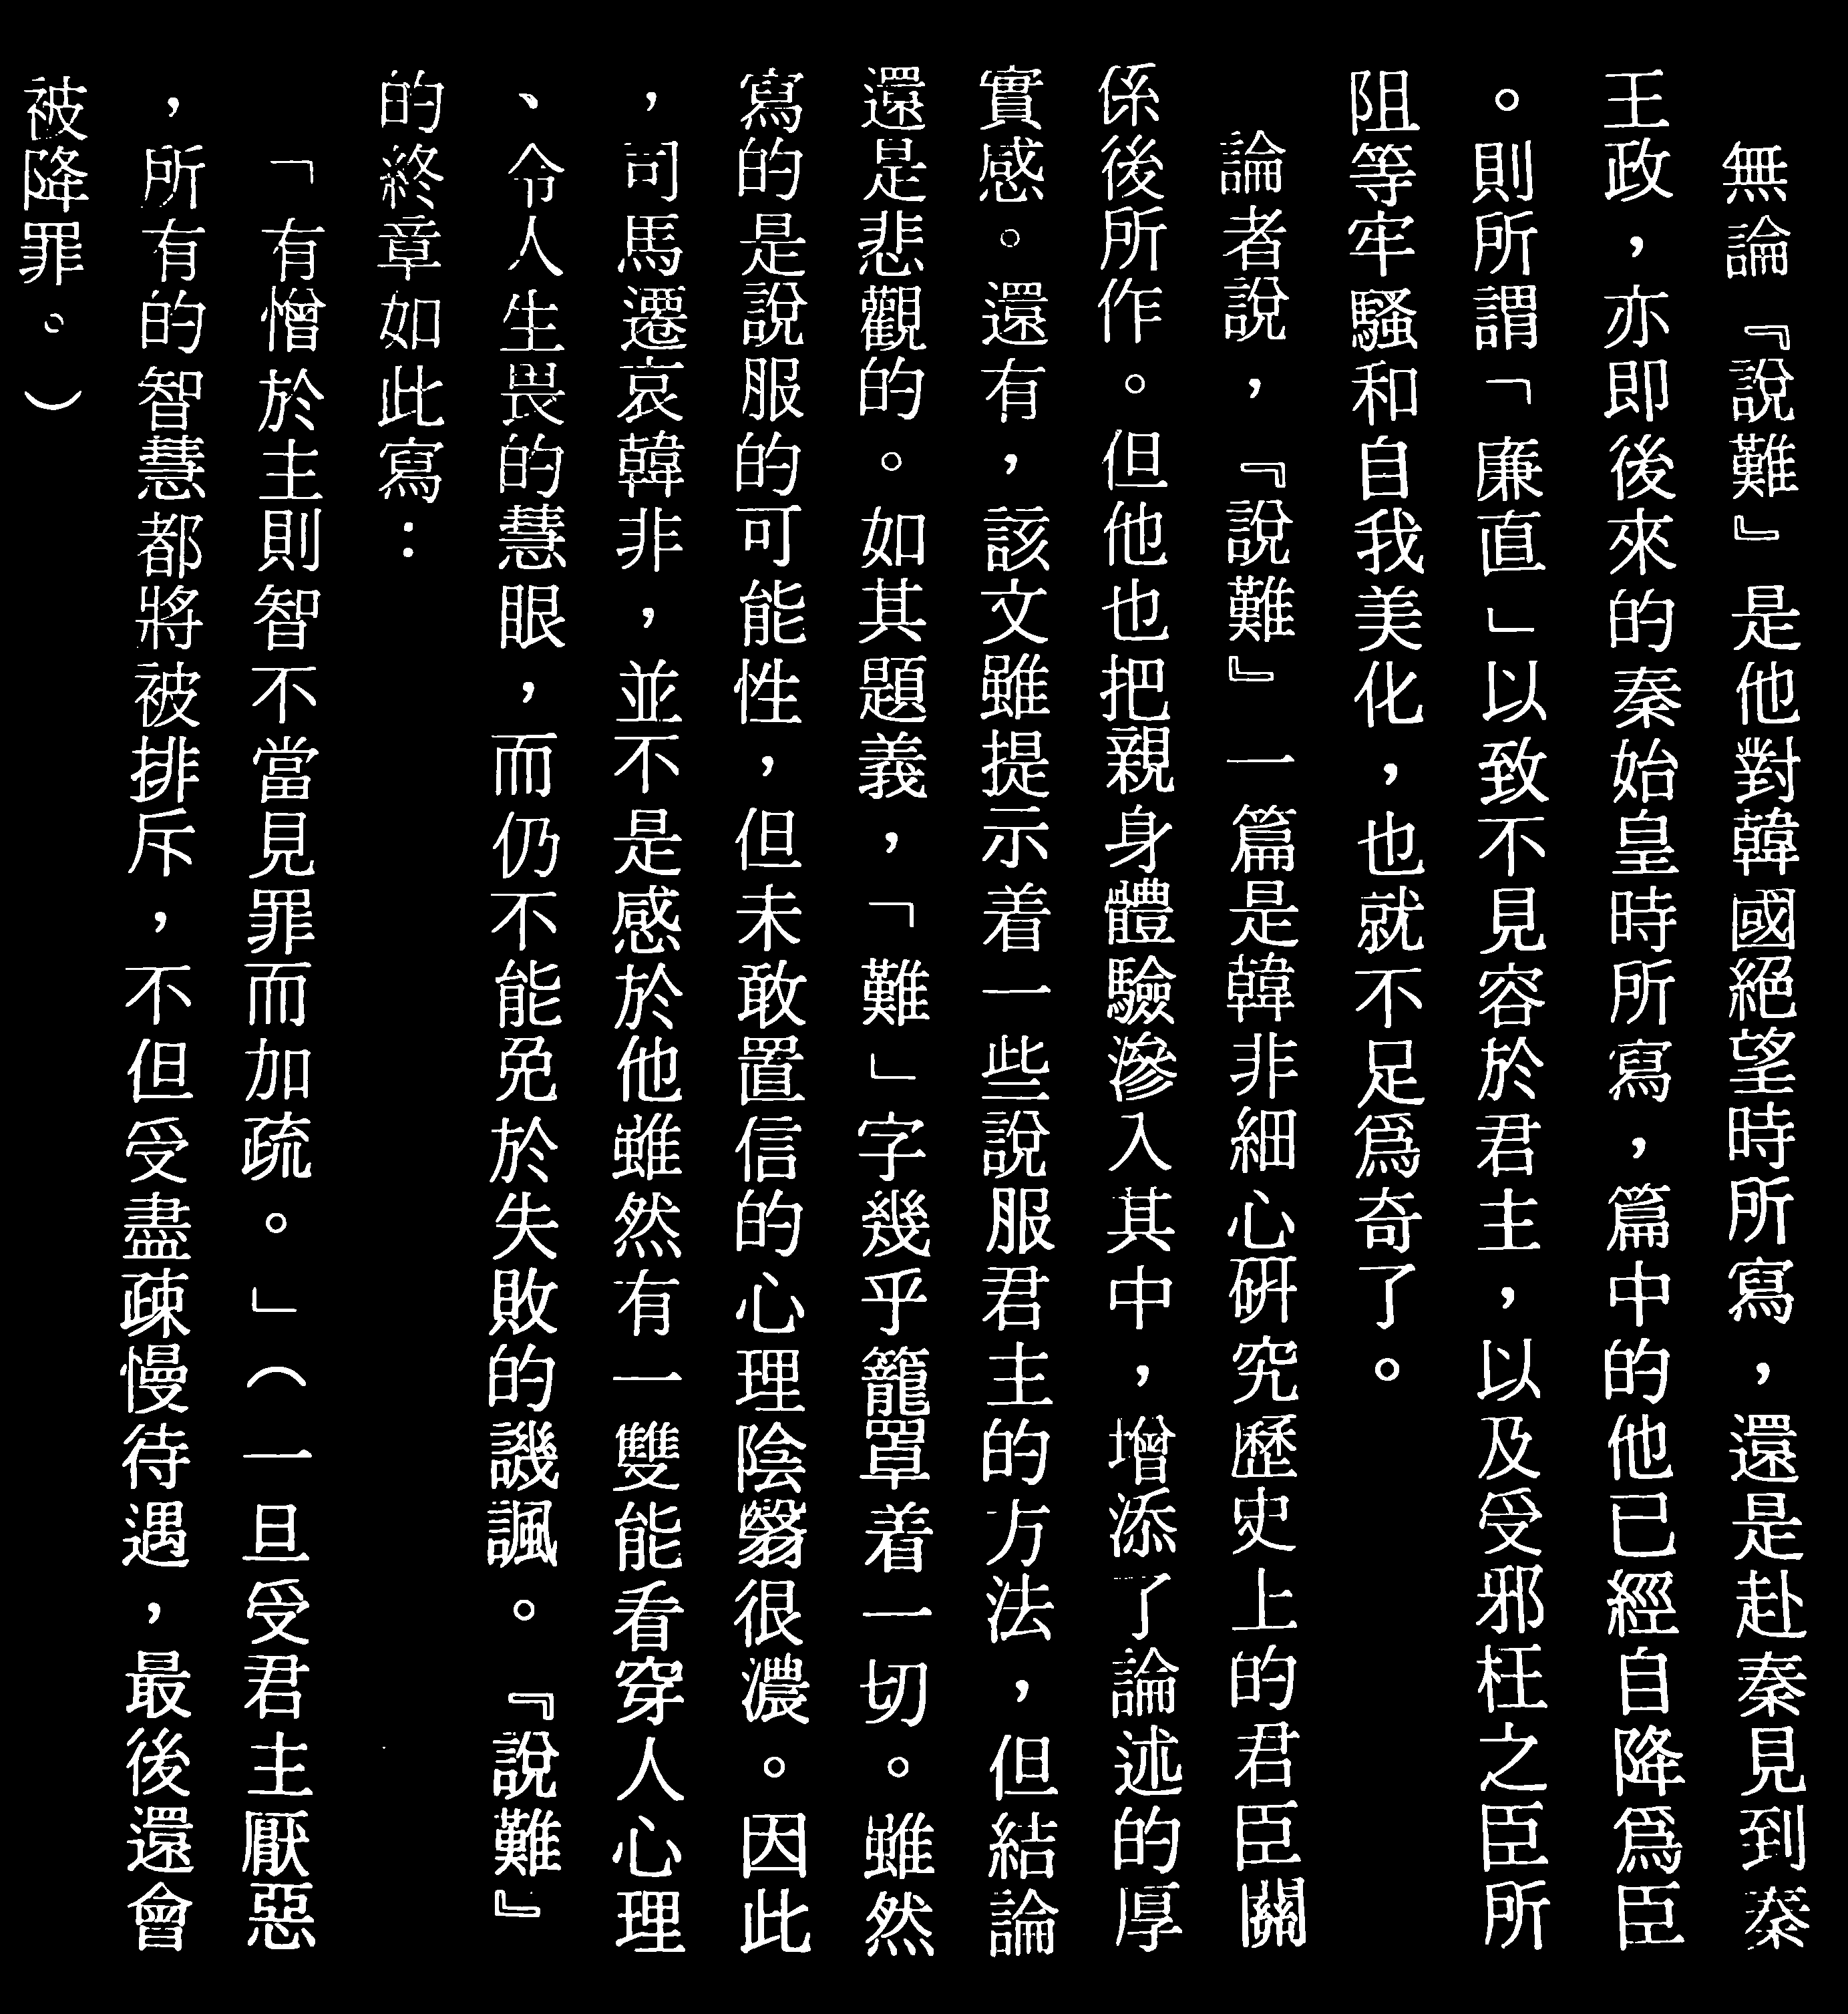 無論『說難』是他對韓國絕望時所寫，還是赴秦見到秦
王政，亦即後來的秦始皇時所寫，篇中的他已經自降爲臣
。則所謂「廉直」以致不見容於君主，以及受邪枉之臣所
阻等牢騷和自我美化，也就不足爲奇了。
論者說，『說難』一篇是韓非細心研究歷史上的君臣關
係後所作。但他也把親身體驗滲入其中，增添了論述的厚
實感。還有，該文雖提示着一些說服君主的方法，但結論
還是悲觀的。如其題義，「難」字幾乎籠罩着一切。雖然
寫的是說服的可能性，但未敢置信的心理陰翳很濃。因此
，司馬遷哀韓非，並不是感於他雖然有一雙能看穿人心理
、令人生畏的慧眼，而仍不能免於失敗的譏諷。『說難』
的終章如此寫：
「有憎於主則智不當見罪而加疏。」（一旦受君主厭惡
，所有的智慧都將被排斥，不但受盡疎慢待遇，最後還會
被降罪。）